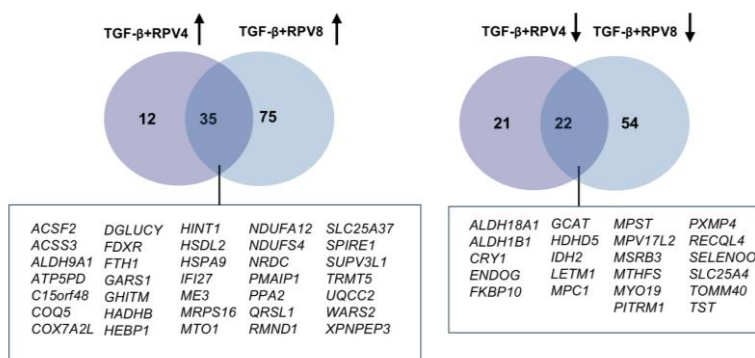 TGF-β+RPV4 TGF-β+RPV8
12 35 75
ACSF2 DGLUCY HINT1 NDUFA12 SLC25A37
ACSS3 FDXR HSDL2 NDUFS4 SPIRE1
ALDH9A1 FTH1 HSPA9 NRDC SUPV3L1
ATP5PD GARS1 IFI27 PMAIP1 TRMT5
C15orf48 GHITM ME3 PPA2 UQCC2
COQ5 HADHB MRPS16 QRSL1 WARS2
COX7A2L HEBP1 MTO1 RMND1 XPNPEP3
TGF-β+RPV4 TGF-β+RPV8
21 22 54
ALDH18A1 GCAT MPST PXMP4
ALDH1B1 HDHD5 MPV17L2 RECQL4
CRY1 IDH2 MSRB3 SELENOO
ENDOG LETM1 MTHFS SLC25A4
FKBP10 MPC1 MYO19 TOMM40
PITRM1 TST